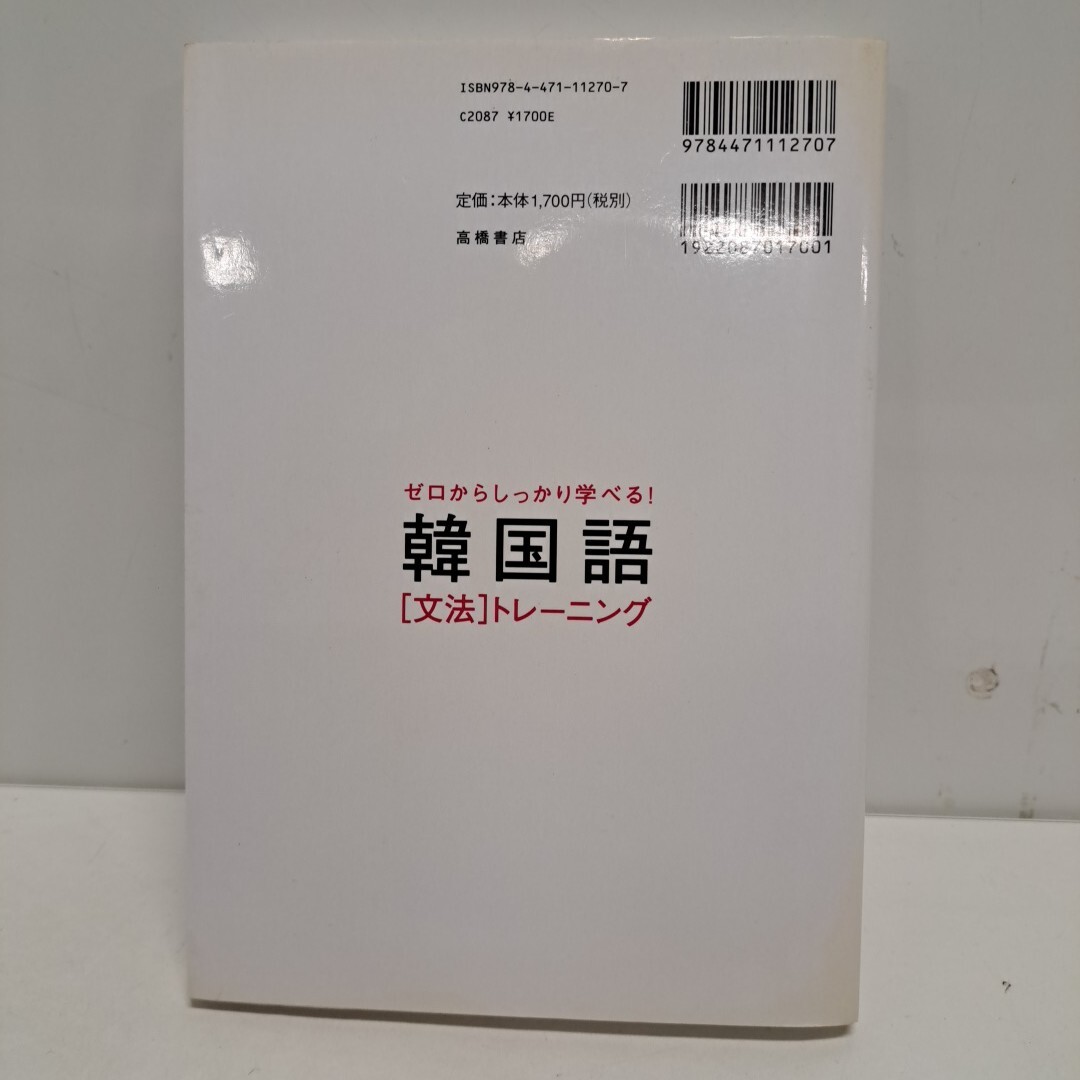 ISBN978-4-471-11270-7
C2087 ¥1700E
9784471112707
定価:本体1,700円(税別)
高橋書店
1922087017001
ゼロからしっかり学べる!
韓国語
[文法]トレーニング